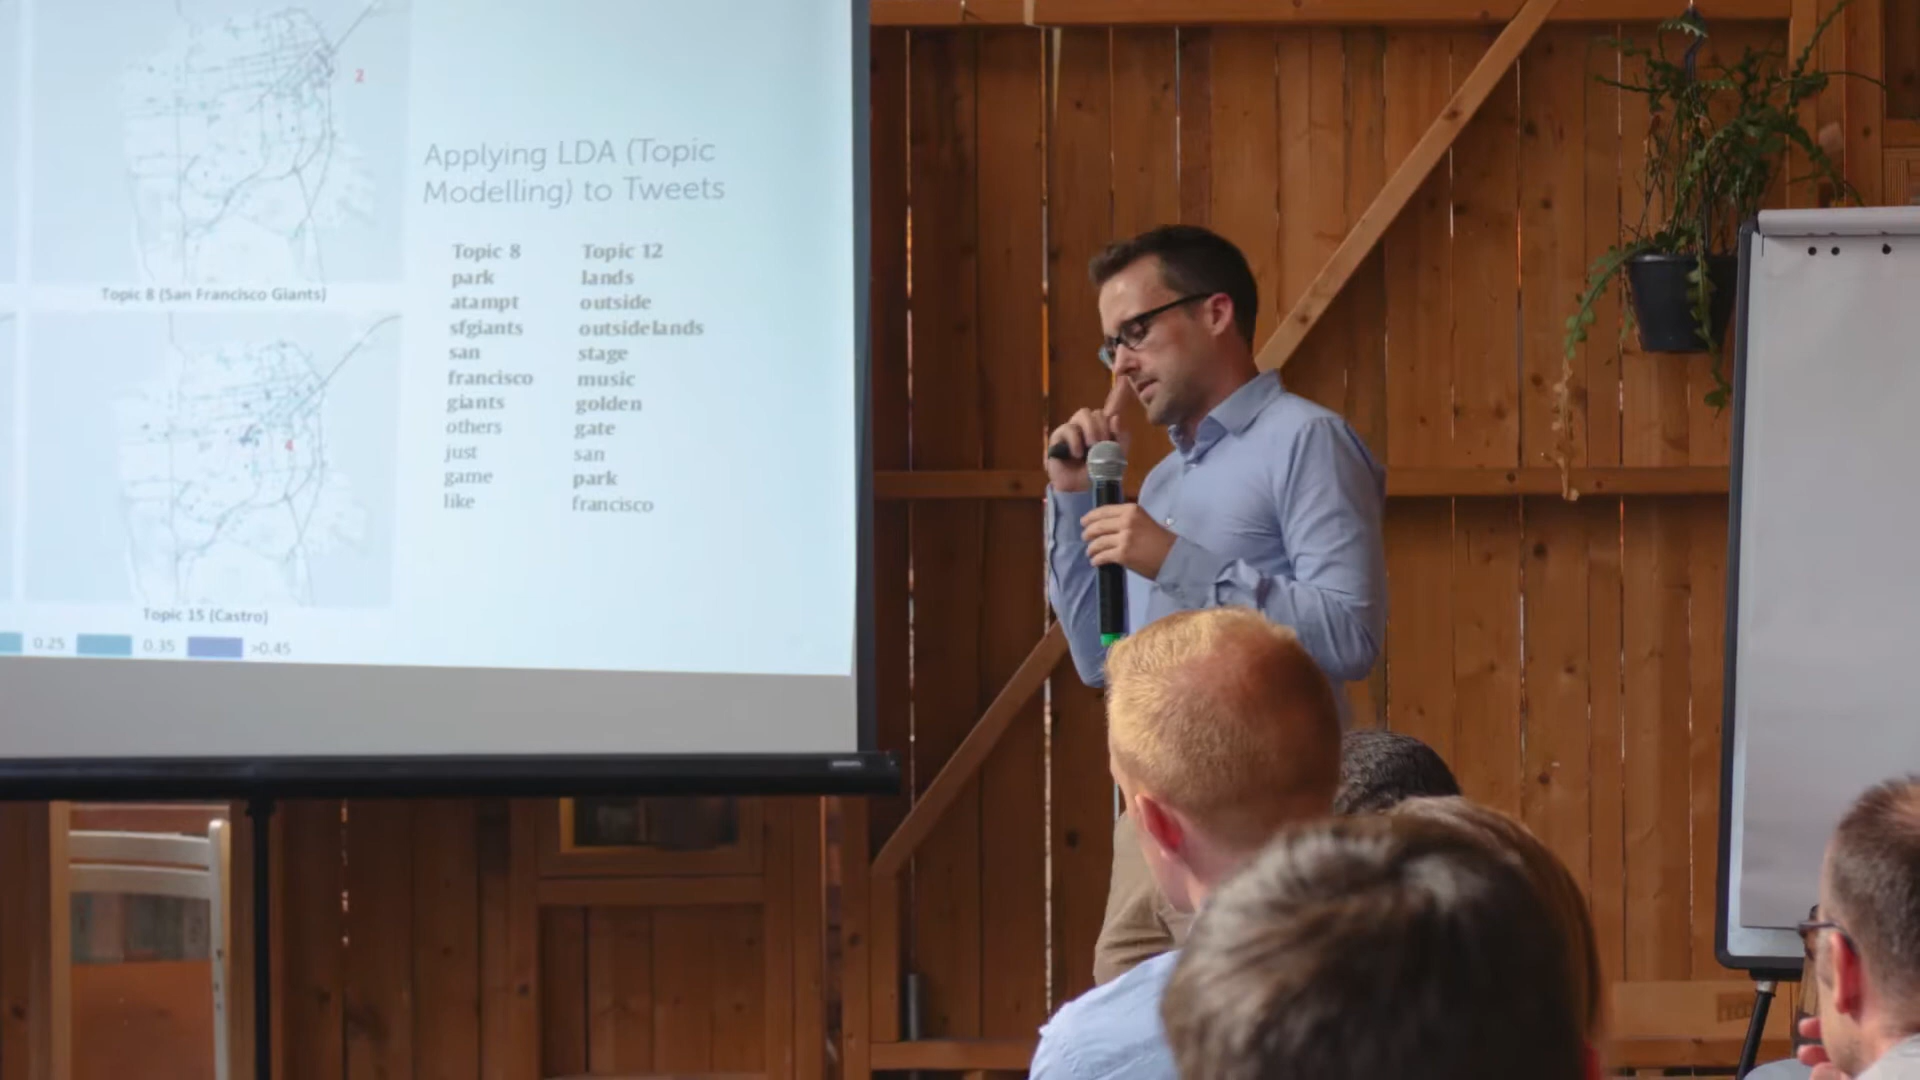 2
Topic 8 (San Francisco Giants)
4
Topic 15 (Castro)
0.25
0.35
>0.45
Applying LDA (Topic
Modelling) to Tweets
Topic 8 Topic 12
park lands
atampt outside
sfgiants outsidelands
san stage
francisco music
giants golden
others gate
just san
game park
like francisco